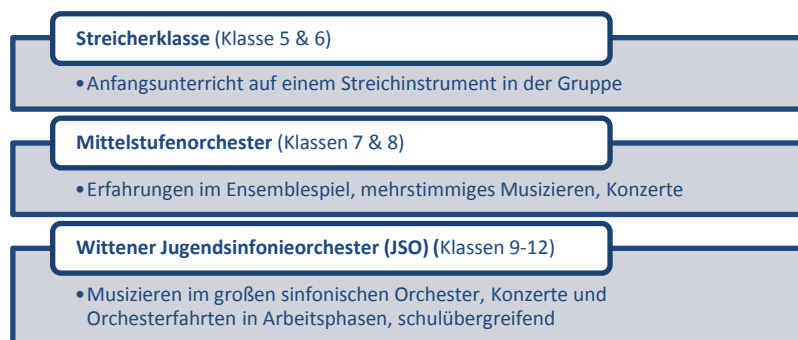 Streicherklasse (Klasse 5 & 6)
•Anfangsunterricht auf einem Streichinstrument in der Gruppe
Mittelstufenorchester (Klassen 7 & 8)
•Erfahrungen im Ensemblespiel, mehrstimmiges Musizieren, Konzerte
Wittener Jugendsinfonieorchester (JSO) (Klassen 9-12)
•Musizieren im großen sinfonischen Orchester, Konzerte und
Orchesterfahrten in Arbeitsphasen, schulübergreifend